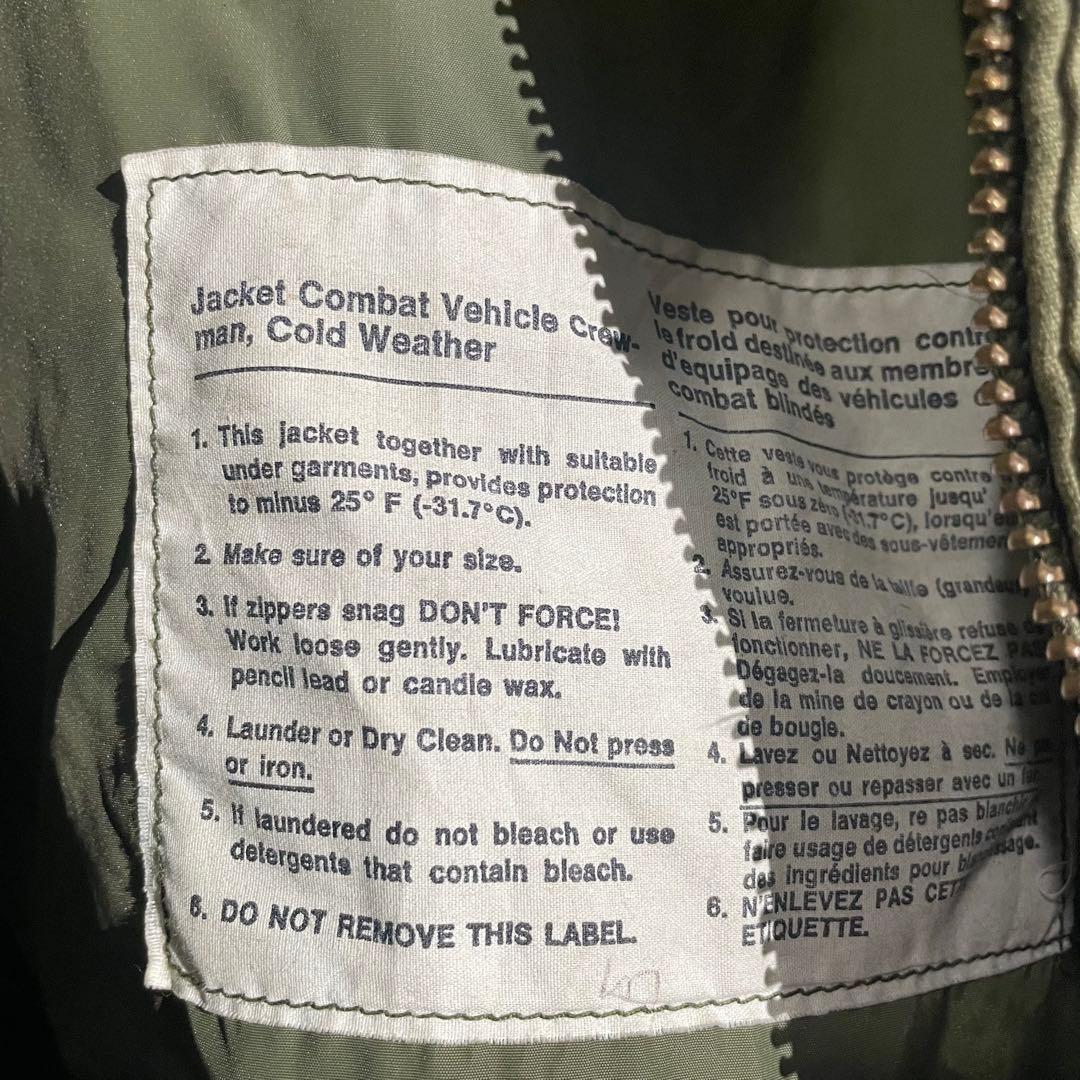 Jacket Combat Vehicle Crew-
man, Cold Weather
1. This jacket together with suitable
under garments, provides protection
to minus 25° F (-31.7°C).
2. Make sure of your size.
3. If zippers snag DON'T FORCE!
Work loose gently. Lubricate with
pencil lead or candle wax.
4. Launder or Dry Clean. Do Not press
or iron.
5. If laundered do not bleach or use
detergents that contain bleach.
6. DO NOT REMOVE THIS LABEL.
Veste pour protection contre
le froid destinée aux membre
d'equipage des véhicules
combat blindés
1. Cette veste vous protège contre
froid à une température jusqu'
25°F sous zéro (-31.7°C), lorsqu'e
est portée avec des sous-vêtemen
appropriés.
2. Assurez-vous de la taille (grandeur,
voulue.
3. Si la fermeture à glissière refuse de
fonctionner, NE LA FORCEZ PAS
Dégagez-la doucement. Employez
de la mine de crayon ou de la
de bougie.
4. Lavez ou Nettoyez à sec. Ne pas
presser ou repasser avec un fer
5. Pour le lavage, re pas blanchir
faire usage de détergents contenant
des ingrédients pour blanchissage.
6. N'ENLEVEZ PAS CET
ETIQUETTE.